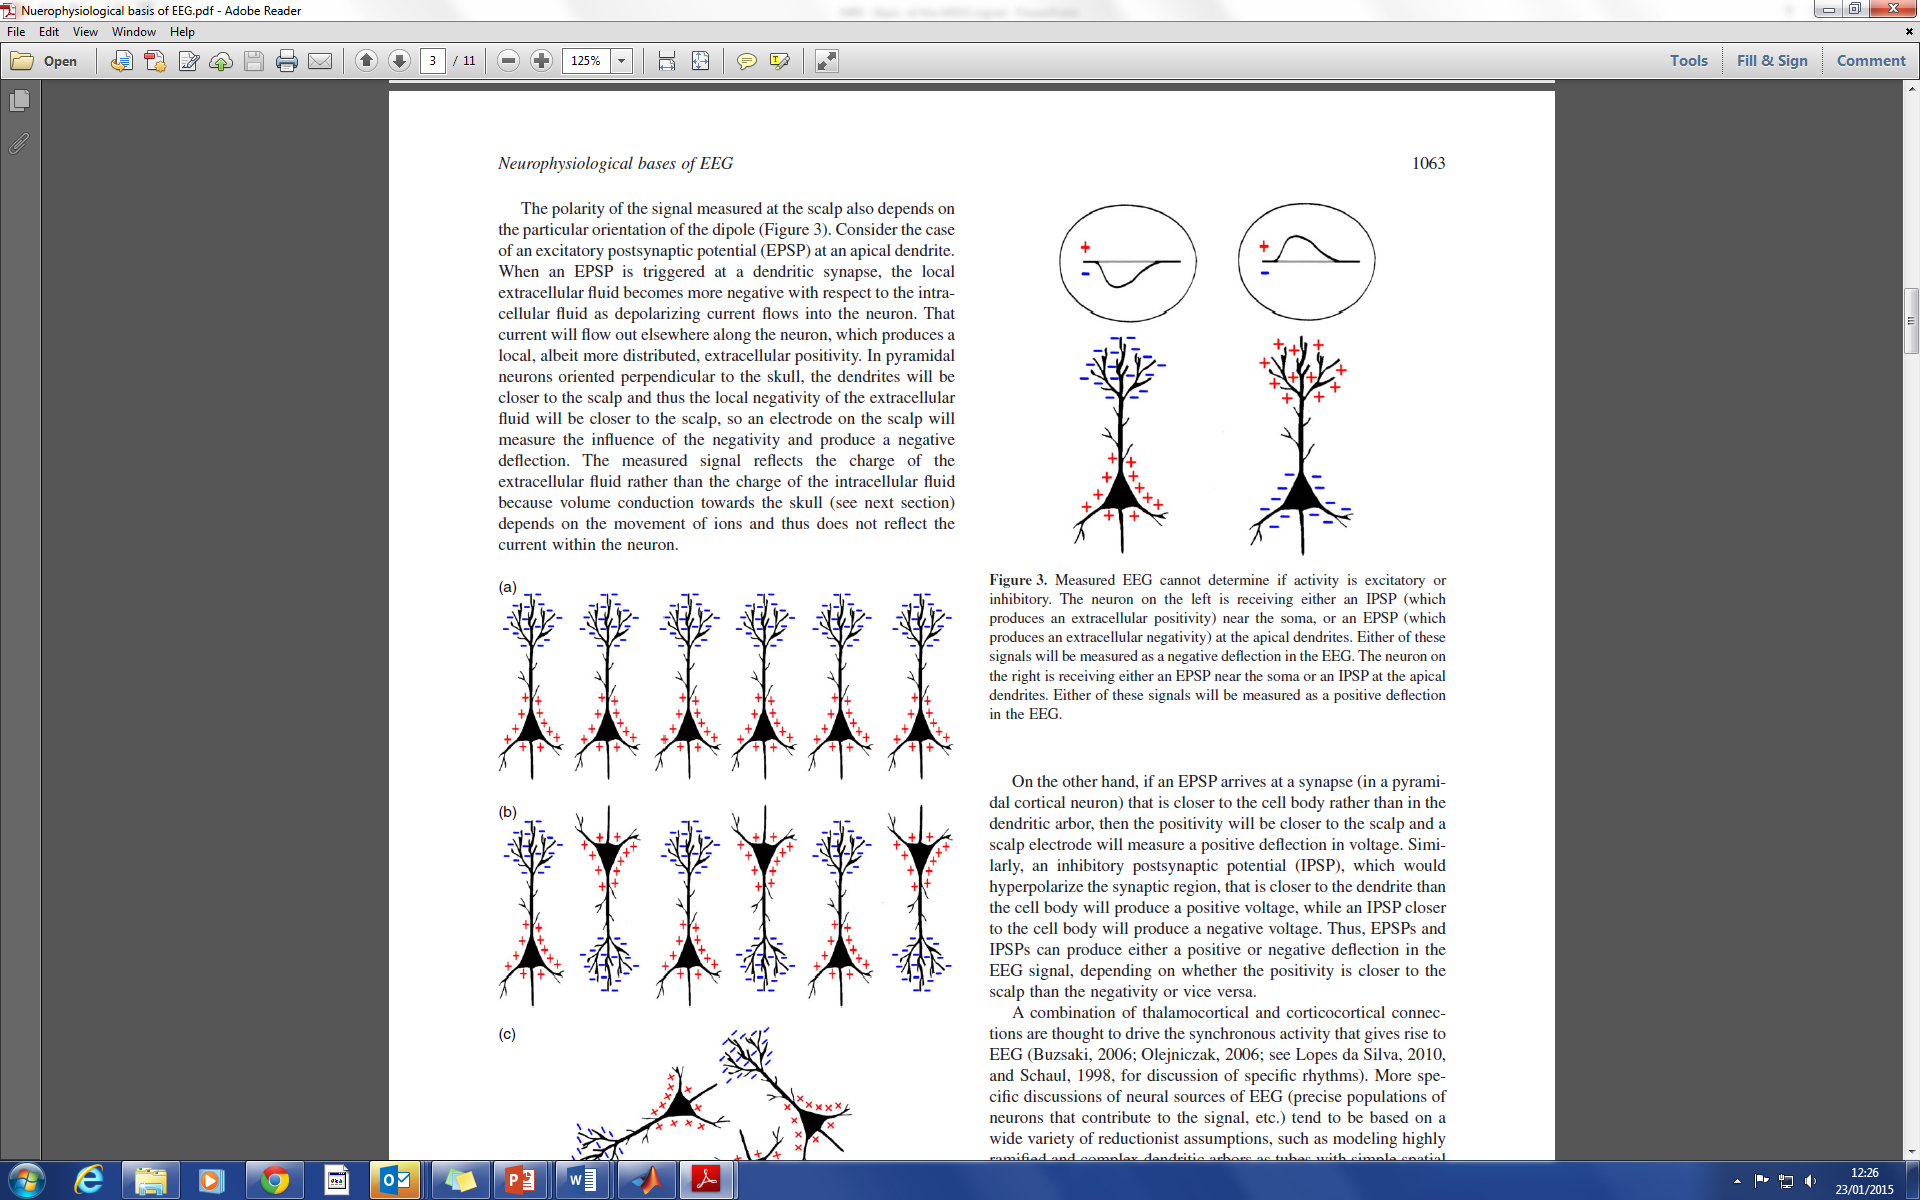 Nuerophysiological basis of EEG.pdf - Adobe Reader
File Edit View Window Help
Open
3 / 11
125%
Tools
Fill & Sign
Comment
Neurophysiological bases of EEG
1063
The polarity of the signal measured at the scalp also depends on
the particular orientation of the dipole (Figure 3). Consider the case
of an excitatory postsynaptic potential (EPSP) at an apical dendrite.
When an EPSP is triggered at a dendritic synapse, the local
extracellular fluid becomes more negative with respect to the intra-
cellular fluid as depolarizing current flows into the neuron. That
current will flow out elsewhere along the neuron, which produces a
local, albeit more distributed, extracellular positivity. In pyramidal
neurons oriented perpendicular to the skull, the dendrites will be
closer to the scalp and thus the local negativity of the extracellular
fluid will be closer to the scalp, so an electrode on the scalp will
measure the influence of the negativity and produce a negative
deflection. The measured signal reflects the charge of the
extracellular fluid rather than the charge of the intracellular fluid
because volume conduction towards the skull (see next section)
depends on the movement of ions and thus does not reflect the
current within the neuron.
(a)
(b)
(c)
Figure 3. Measured EEG cannot determine if activity is excitatory or
inhibitory. The neuron on the left is receiving either an IPSP (which
produces an extracellular positivity) near the soma, or an EPSP (which
produces an extracellular negativity) at the apical dendrites. Either of these
signals will be measured as a negative deflection in the EEG. The neuron on
the right is receiving either an EPSP near the soma or an IPSP at the apical
dendrites. Either of these signals will be measured as a positive deflection
in the EEG.
On the other hand, if an EPSP arrives at a synapse (in a pyrami-
dal cortical neuron) that is closer to the cell body rather than in the
dendritic arbor, then the positivity will be closer to the scalp and a
scalp electrode will measure a positive deflection in voltage. Simi-
larly, an inhibitory postsynaptic potential (IPSP), which would
hyperpolarize the synaptic region, that is closer to the dendrite than
the cell body will produce a positive voltage, while an IPSP closer
to the cell body will produce a negative voltage. Thus, EPSPs and
IPSPs can produce either a positive or negative deflection in the
EEG signal, depending on whether the positivity is closer to the
scalp than the negativity or vice versa.
A combination of thalamocortical and corticocortical connec-
tions are thought to drive the synchronous activity that gives rise to
EEG (Buzsaki, 2006; Olejniczak, 2006; see Lopes da Silva, 2010,
and Schaul, 1998, for discussion of specific rhythms). More spe-
cific discussions of neural sources of EEG (precise populations of
neurons that contribute to the signal, etc.) tend to be based on a
wide variety of reductionist assumptions, such as modeling highly
ramified and complex dendritic arbors as tubes with simple spatial
12:26
23/01/2015